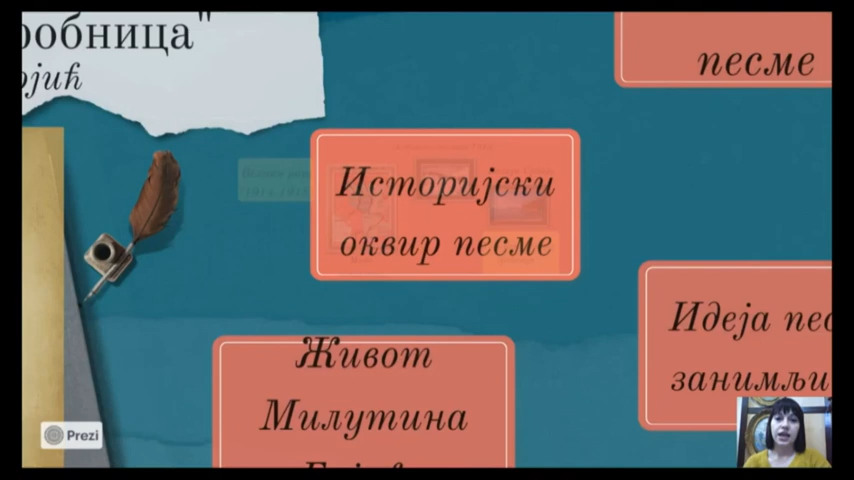 робница"
ојић
песме
Историјски
оквир песме
Идеја пес
занимљи
Живот
Милутина
Prezi